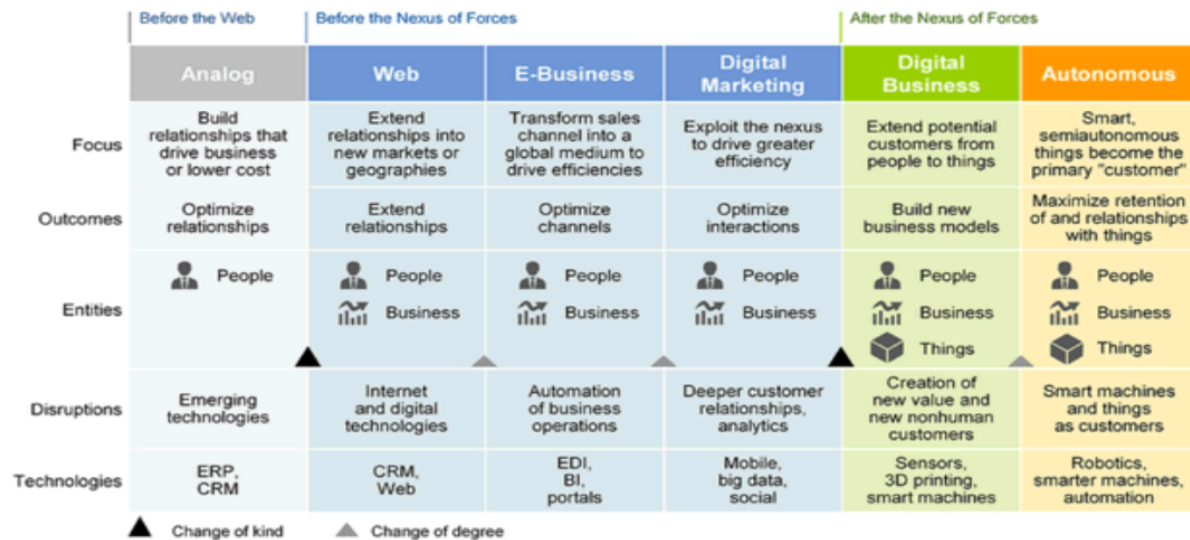 Before the Web
Before the Nexus of Forces
After the Nexus of Forces
Analog
Web
E-Business
Digital
Marketing
Digital
Business
Autonomous
Focus
Build
relationships that
drive business
or lower cost
Extend
relationships into
new markets or
geographies
Transform sales
channel into a
global medium to
drive efficiencies
Exploit the nexus
to drive greater
efficiency
Extend potential
customers from
people to things
Smart,
semiautonomous
things become the
primary "customer"
Outcomes
Optimize
relationships
Extend
relationships
Optimize
channels
Optimize
interactions
Build new
business models
Maximize retention
of and relationships
with things
Entities
People
People
Business
People
Business
People
Business
People
Business
Things
People
Business
Things
Disruptions
Emerging
technologies
Internet
and digital
technologies
Automation
of business
operations
Deeper customer
relationships,
analytics
Creation of
new value and
new nonhuman
customers
Smart machines
and things
as customers
Technologies
ERP,
CRM
CRM,
Web
EDI,
BI,
portals
Mobile,
big data,
social
Sensors,
3D printing,
smart machines
Robotics,
smarter machines,
automation
Change of kind
Change of degree